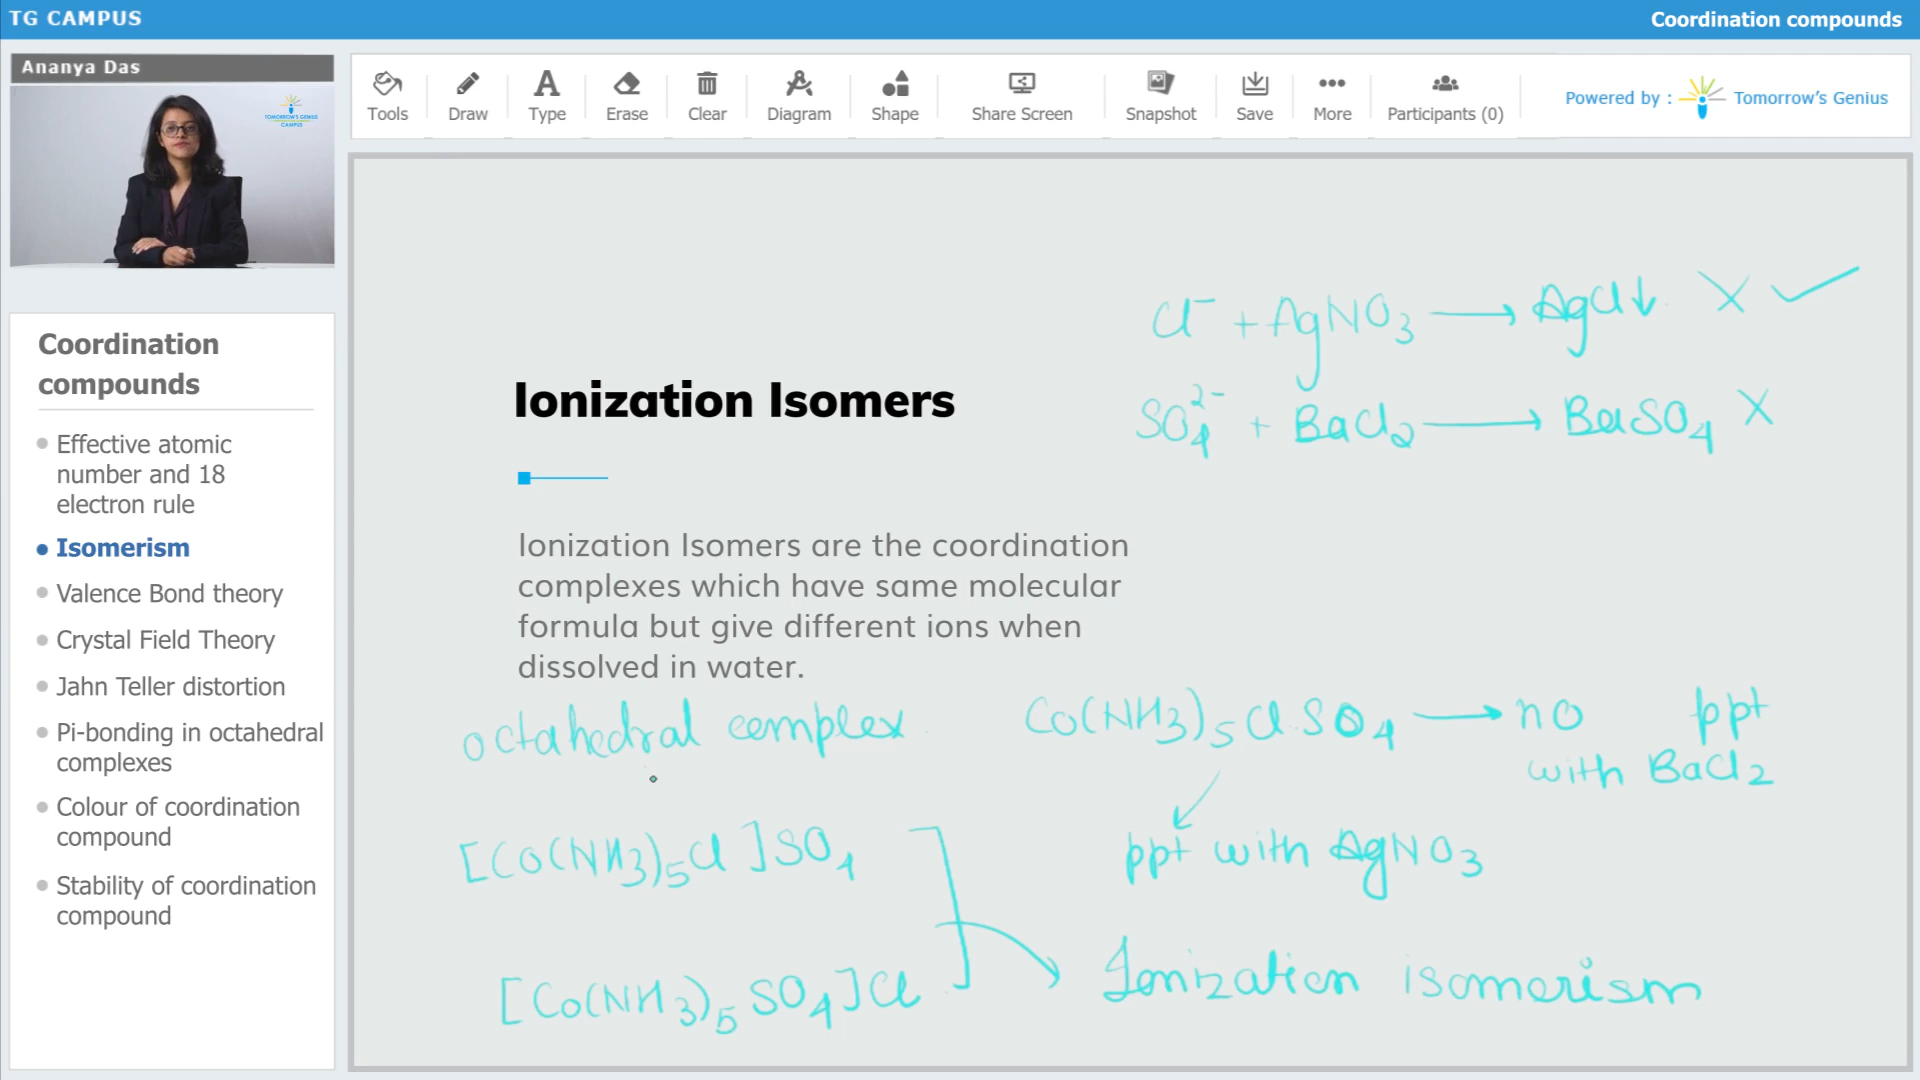 TG CAMPUS
Coordination compounds
Ananya Das
TOMORROW'S GENIUS
CAMPUS
Tools
Draw
Type
Erase
Clear
Diagram
Shape
Share Screen
Snapshot
Save
More
Participants (0)
Powered by : Tomorrow's Genius
Coordination
compounds
Effective atomic
number and 18
electron rule
Isomerism
Valence Bond theory
Crystal Field Theory
Jahn Teller distortion
Pi-bonding in octahedral
complexes
Colour of coordination
compound
Stability of coordination
compound
Cl⁻ + AgNO₃ ⟶ AgCl↓ X ✓
SO₄²⁻ + BaCl₂ ⟶ BaSO₄ X
Ionization Isomers
Ionization Isomers are the coordination
complexes which have same molecular
formula but give different ions when
dissolved in water.
octahedral complex
Co(NH₃)₅Cl.SO₄ ⟶ no ppt
with BaCl₂
ppt with AgNO₃
[Co(NH₃)₅Cl]SO₄
[Co(NH₃)₅SO₄]Cl
Ionization isomerism